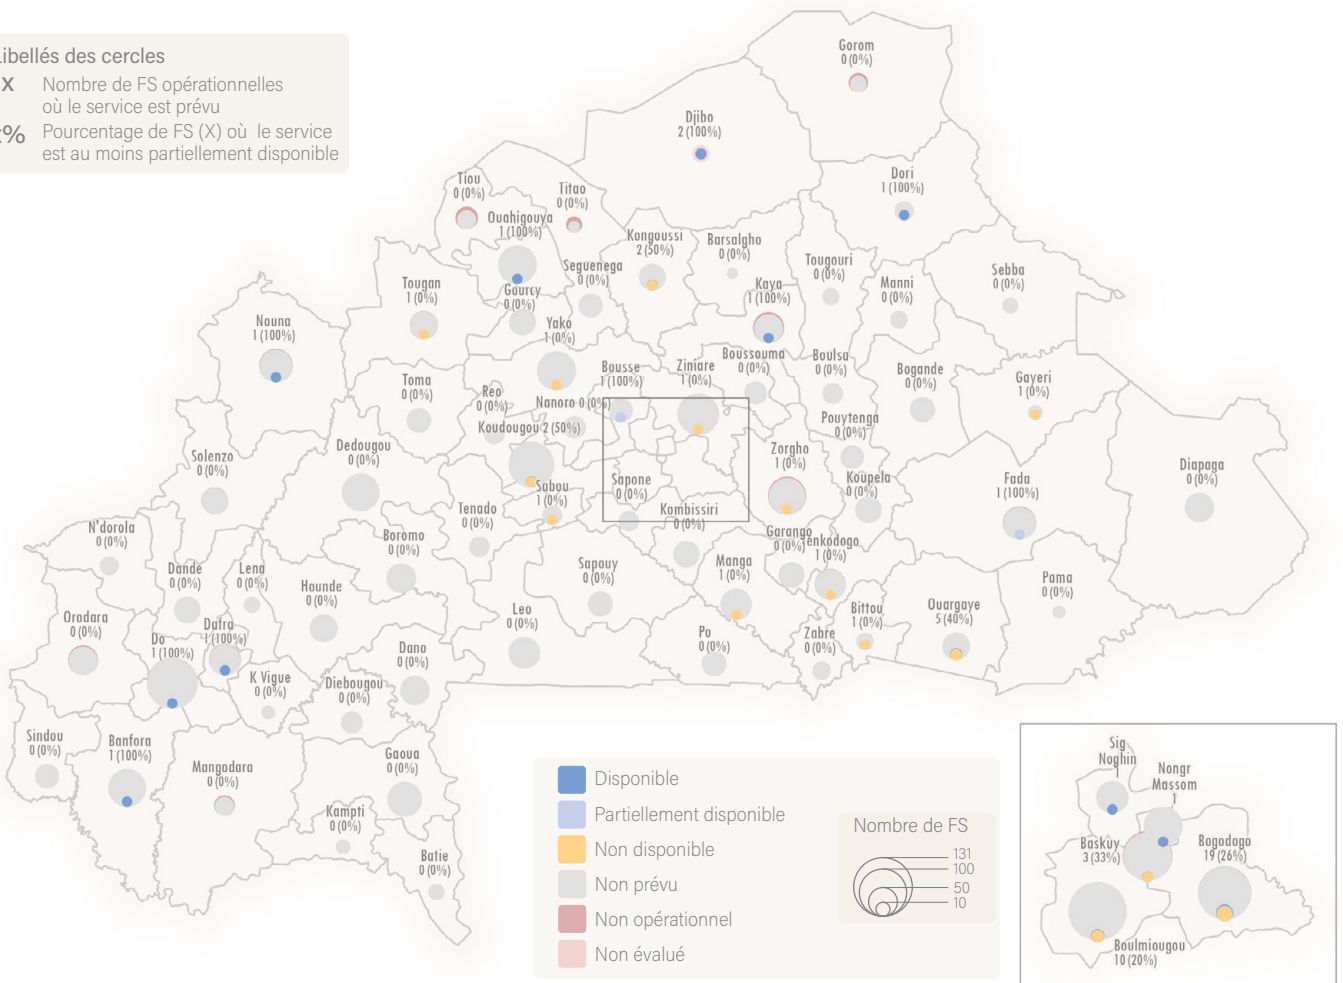 Libellés des cercles
X Nombre de FS opérationnelles
où le service est prévu
% Pourcentage de FS (X) où le service
est au moins partiellement disponible
Gorom
0 (0%)
Djibo
2 (100%)
Dori
1 (100%)
Tiou
0 (0%)
Titao
0 (0%)
Ouahigouya
1 (100%)
Kongoussi
2 (50%)
Barsalgho
0 (0%)
Tougouri
0 (0%)
Manni
0 (0%)
Sebba
0 (0%)
Seguenega
0 (0%)
Kaya
1 (100%)
Tougan
1 (0%)
Gourcy
0 (0%)
Nouna
1 (100%)
Yako
1 (0%)
Bousse
1 (100%)
Ziniare
1 (0%)
Boussouma
0 (0%)
Boulsa
0 (0%)
Bogande
0 (0%)
Gayeri
1 (0%)
Toma
0 (0%)
Reo
0 (0%)
Nanoro 0 (0%)
Koudougou 2 (50%)
Pouytenga
0 (0%)
Solenzo
0 (0%)
Dedougou
0 (0%)
Zorgho
1 (0%)
Koupela
0 (0%)
Fada
1 (100%)
Diapaga
0 (0%)
Sabou
1 (0%)
Sapone
0 (0%)
Tenado
0 (0%)
Kombissiri
0 (0%)
N'dorola
0 (0%)
Boromo
0 (0%)
Garango
0 (0%)
Tenkodogo
1 (0%)
Dande
0 (0%)
Lena
0 (0%)
Hounde
0 (0%)
Sapouy
0 (0%)
Manga
1 (0%)
Pama
0 (0%)
Orodara
0 (0%)
Do
1 (100%)
Dafra
1 (100%)
Leo
0 (0%)
Po
0 (0%)
Zabre
0 (0%)
Bittou
1 (0%)
Ouargaye
5 (40%)
Dano
0 (0%)
K Vigue
0 (0%)
Diebougou
0 (0%)
Sindou
0 (0%)
Banfora
1 (100%)
Mangodara
0 (0%)
Gaoua
0 (0%)
Kampti
0 (0%)
Batie
0 (0%)
Disponible
Partiellement disponible
Non disponible
Non prévu
Non opérationnel
Non évalué
Nombre de FS
131
100
50
10
Sig
Noghin
1
Nongr
Massom
1
Baskuy
3 (33%)
Bogodogo
19 (26%)
Boulmiougou
10 (20%)